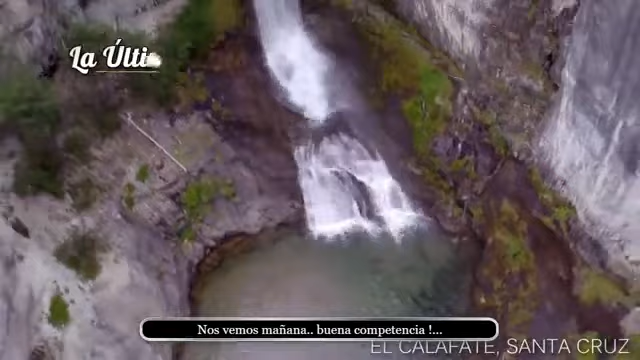 La Últi
Nos vemos mañana.. buena competencia !...
EL CALAFATE, SANTA CRUZ